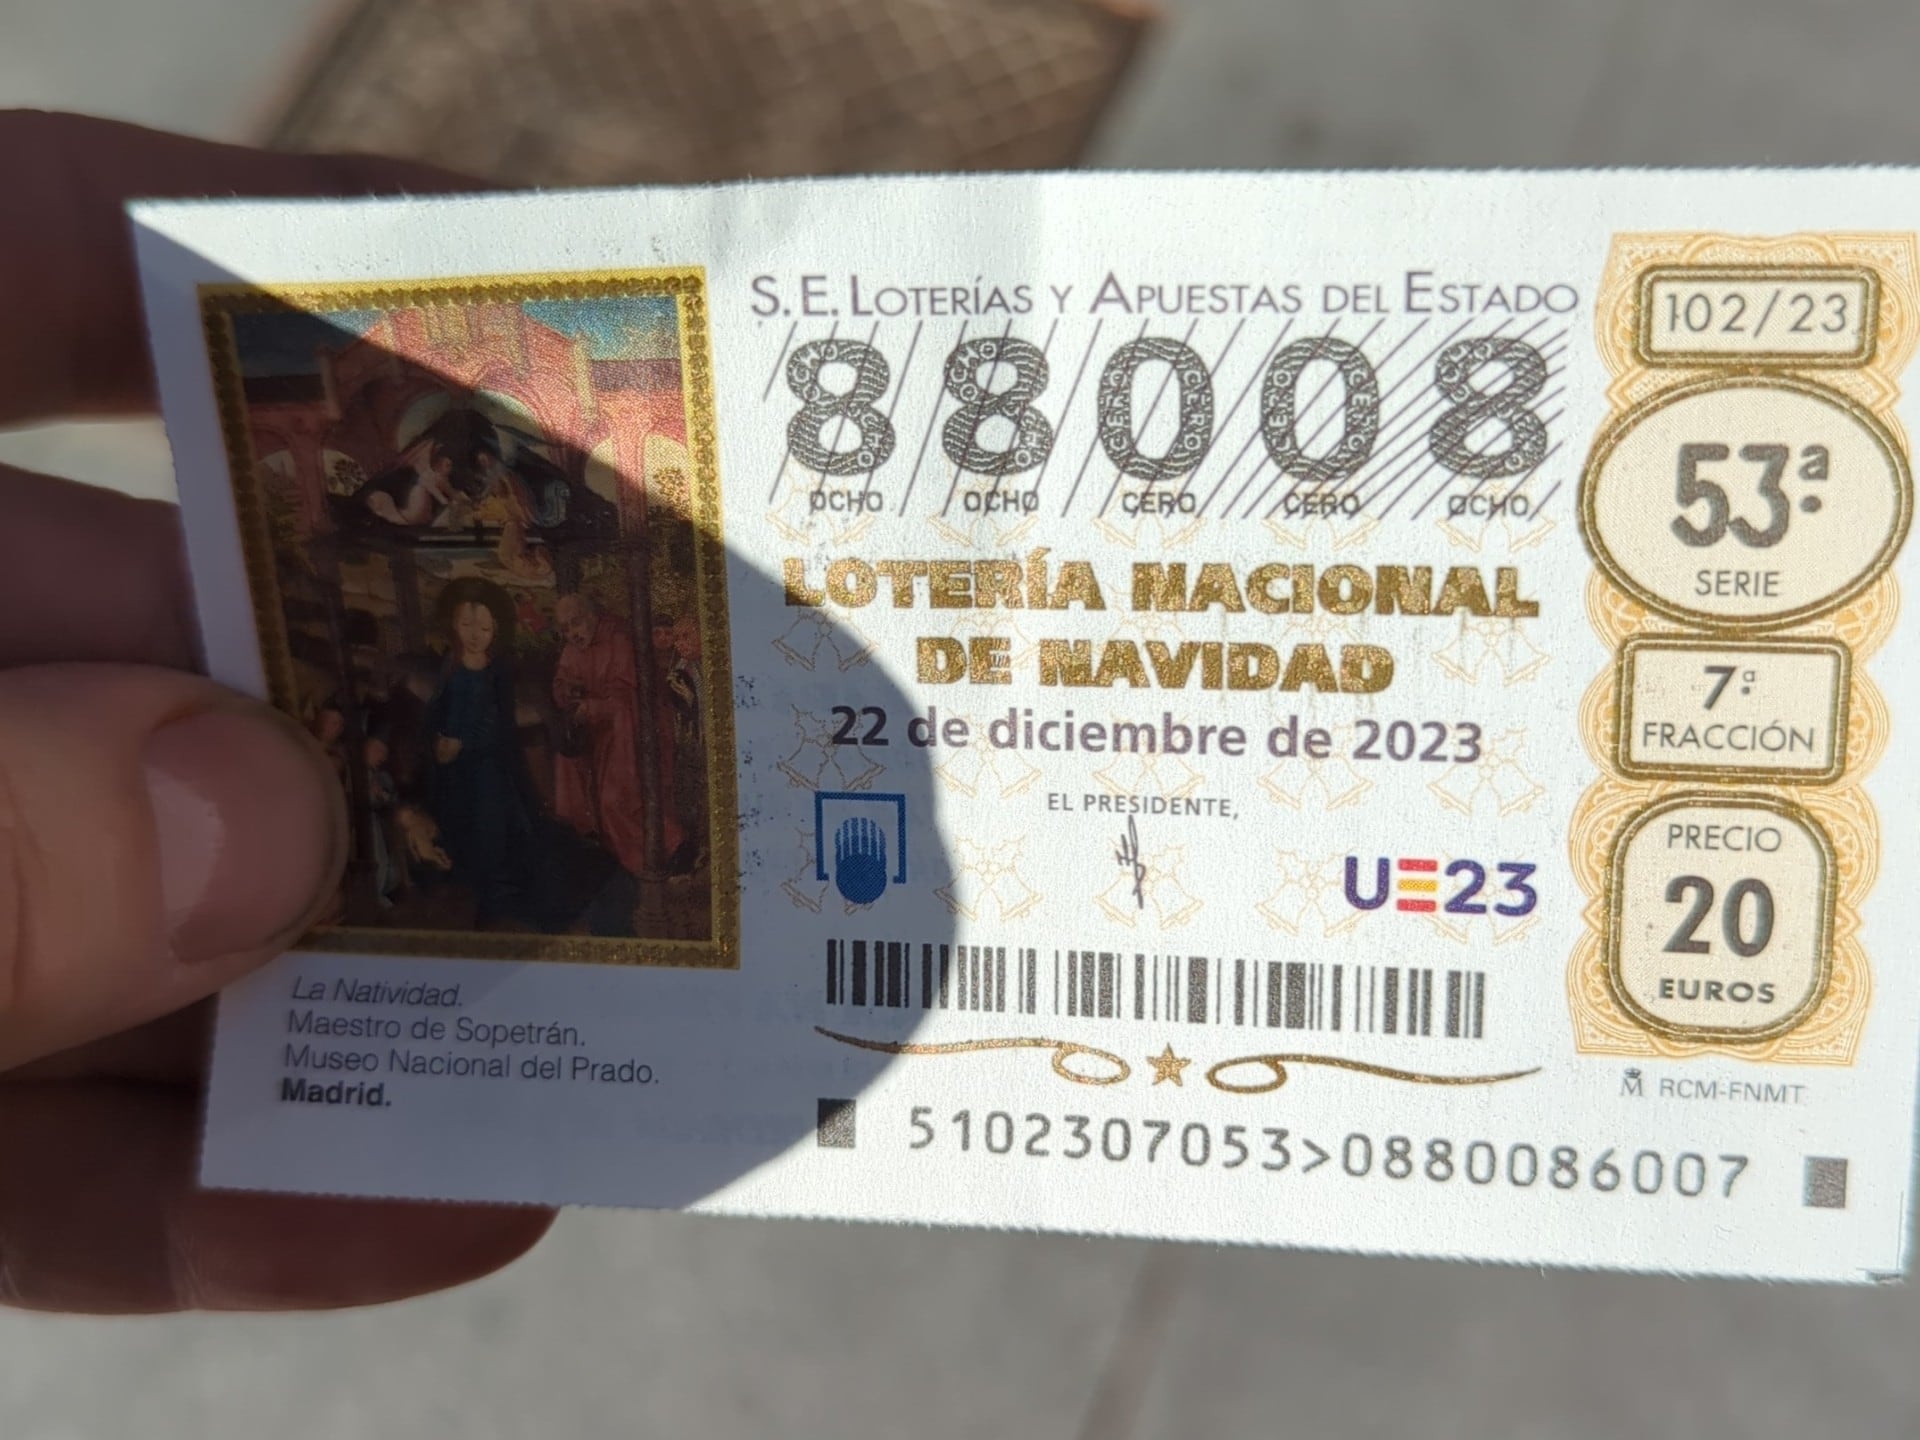 S.E. LOTERÍAS Y APUESTAS DEL ESTADO
88008
OCHO OCHO CERO CERO OCHO
LOTERÍA NACIONAL
DE NAVIDAD
22 de diciembre de 2023
EL PRESIDENTE,
UE23
5102307053>0880086007
La Natividad.
Maestro de Sopetrán.
Museo Nacional del Prado.
Madrid.
102/23
53ª
SERIE
7ª
FRACCIÓN
PRECIO
20
EUROS
RCM-FNMT